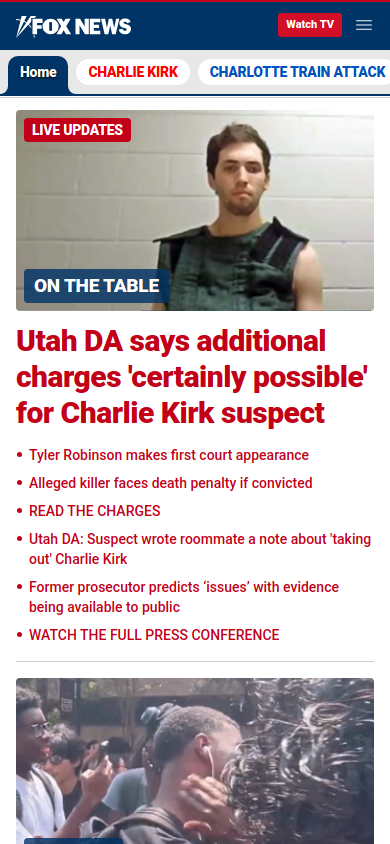 FOX NEWS
Watch TV
Home
CHARLIE KIRK
CHARLOTTE TRAIN ATTACK
LIVE UPDATES
ON THE TABLE
Utah DA says additional
charges 'certainly possible'
for Charlie Kirk suspect
• Tyler Robinson makes first court appearance
• Alleged killer faces death penalty if convicted
• READ THE CHARGES
• Utah DA: Suspect wrote roommate a note about 'taking
out' Charlie Kirk
• Former prosecutor predicts ‘issues’ with evidence
being available to public
• WATCH THE FULL PRESS CONFERENCE